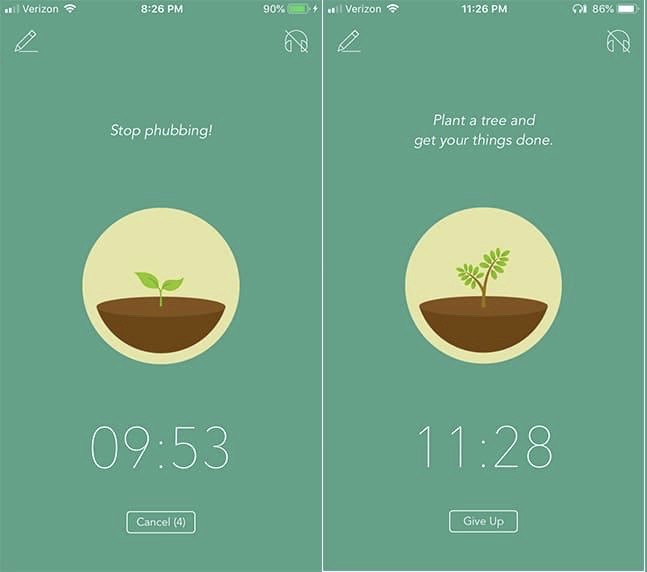 Verizon 8:26 PM 90%
Stop phubbing!
09:53
Cancel (4)
Verizon 11:26 PM 86%
Plant a tree and
get your things done.
11:28
Give Up